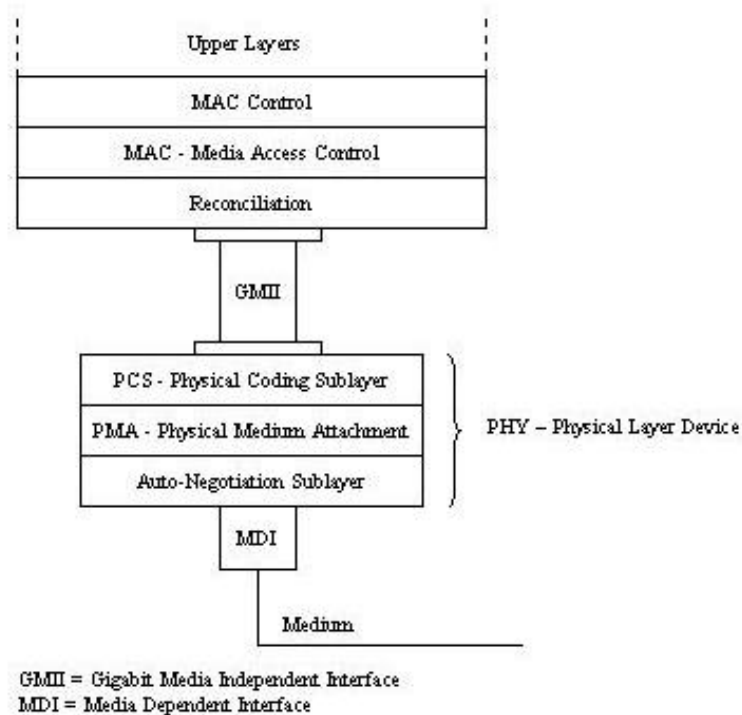 Upper Layers
MAC Control
MAC - Media Access Control
Reconciliation
GMII
PCS - Physical Coding Sublayer
PMA - Physical Medium Attachment
PHY – Physical Layer Device
Auto-Negotiation Sublayer
MDI
Medium
GMII = Gigabit Media Independent Interface
MDI = Media Dependent Interface